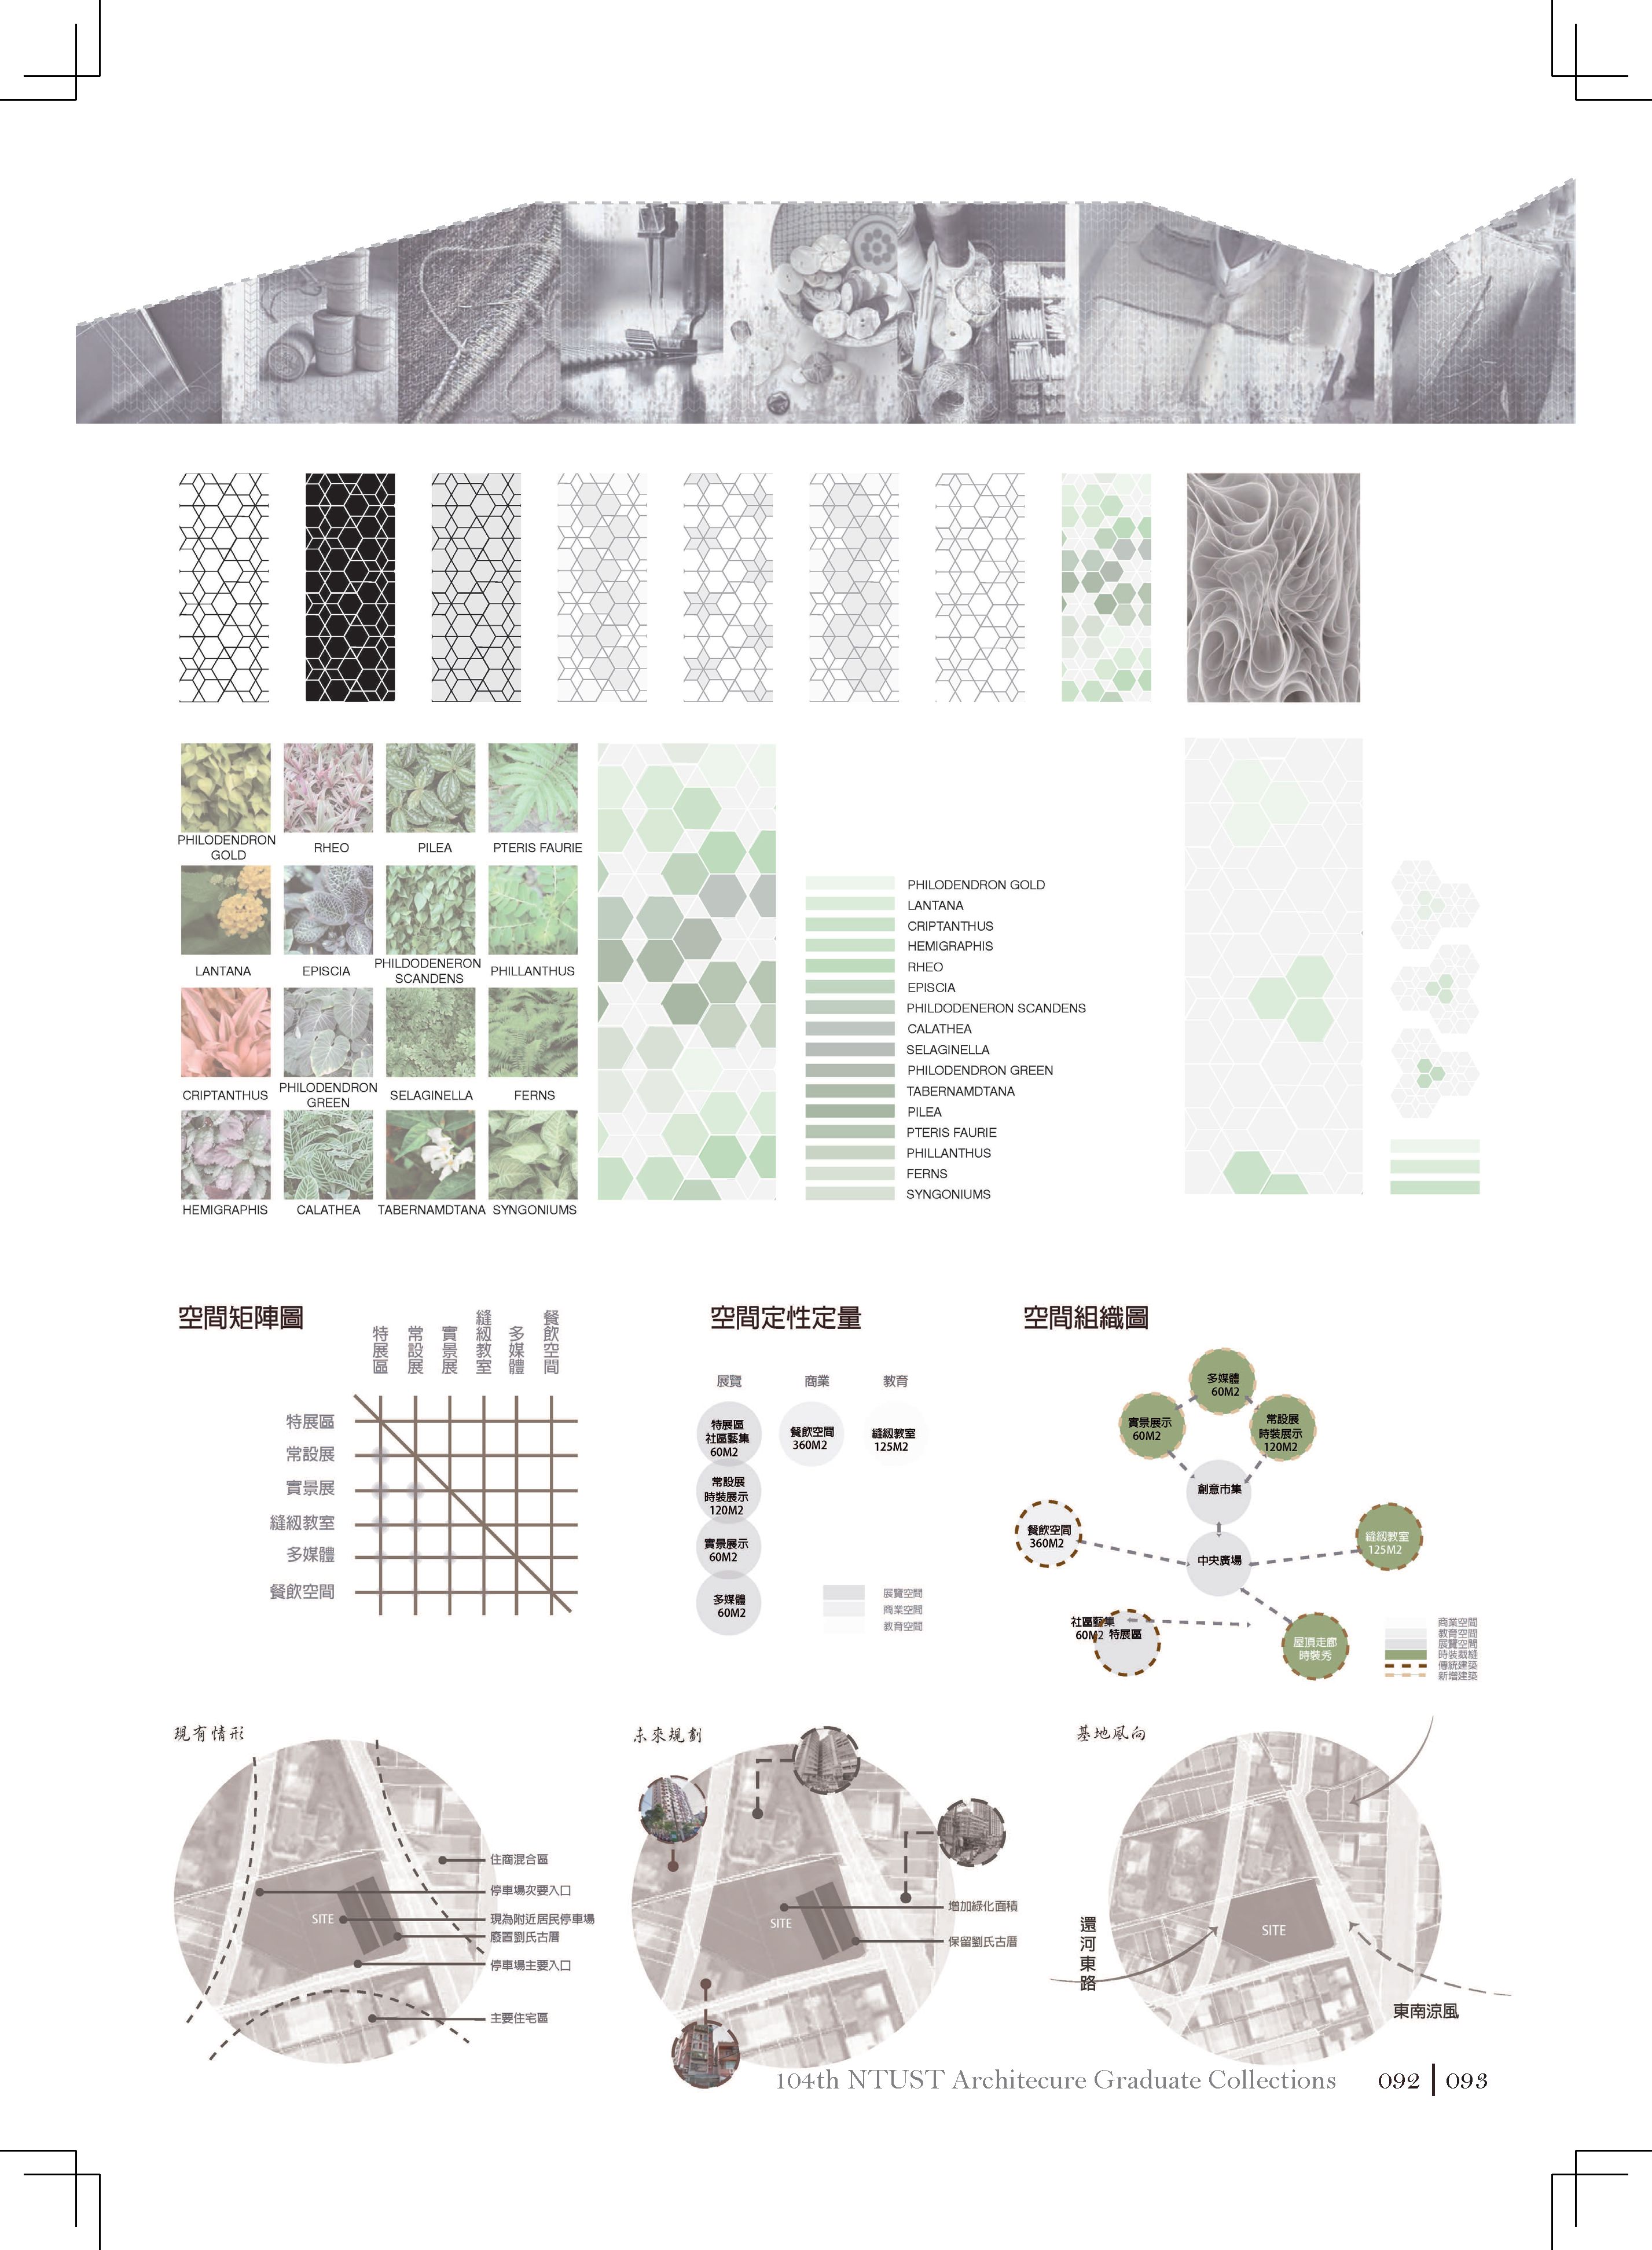 PHILODENDRON
GOLD
RHEO
PILEA
PTERIS FAURIE
LANTANA
EPISCIA
PHILDODENERON
SCANDENS
PHILLANTHUS
CRIPTANTHUS
PHILODENDRON
GREEN
SELAGINELLA
FERNS
HEMIGRAPHIS
CALATHEA
TABERNAMDTANA
SYNGONIUMS
PHILODENDRON GOLD
LANTANA
CRIPTANTHUS
HEMIGRAPHIS
RHEO
EPISCIA
PHILDODENERON SCANDENS
CALATHEA
SELAGINELLA
PHILODENDRON GREEN
TABERNAMDTANA
PILEA
PTERIS FAURIE
PHILLANTHUS
FERNS
SYNGONIUMS
空間矩陣圖
特展區
常設展
實景展
縫紉教室
多媒體
餐飲空間
特展區
常設展
實景展
縫紉教室
多媒體
餐飲空間
空間定性定量
展覽
商業
教育
特展區
社區藝集
60M2
餐飲空間
360M2
縫紉教室
125M2
常設展
時裝展示
120M2
實景展示
60M2
多媒體
60M2
展覽空間
商業空間
教育空間
空間組織圖
多媒體
60M2
實景展示
60M2
常設展
時裝展示
120M2
創意市集
餐飲空間
360M2
中央廣場
縫紉教室
125M2
社區藝集
60M2
特展區
屋頂走廊
時裝秀
商業空間
教育空間
展覽空間
時裝裁縫
傳統建築
新增建築
現有情形
住商混合區
停車場次要入口
SITE
現為附近居民停車場
廢置劉氏古厝
停車場主要入口
主要住宅區
未來規劃
增加綠化面積
SITE
保留劉氏古厝
基地風向
SITE
還河東路
東南涼風
104th NTUST Architecure Graduate Collections
092 | 093